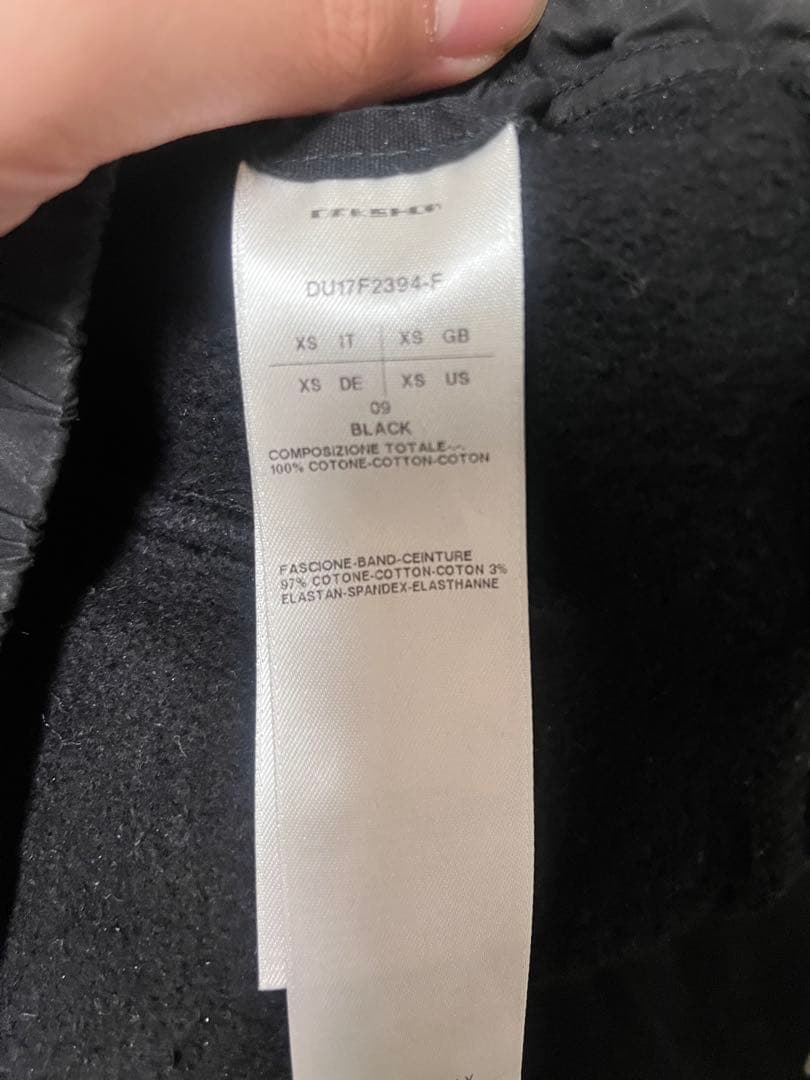 DRKSHDW
DU17F2394-F
XS IT XS GB
XS DE XS US
09
BLACK
COMPOSIZIONE TOTALE-.-.
100% COTONE-COTTON-COTON
FASCIONE-BAND-CEINTURE
97% COTONE-COTTON-COTON 3%
ELASTAN-SPANDEX-ELASTHANNE